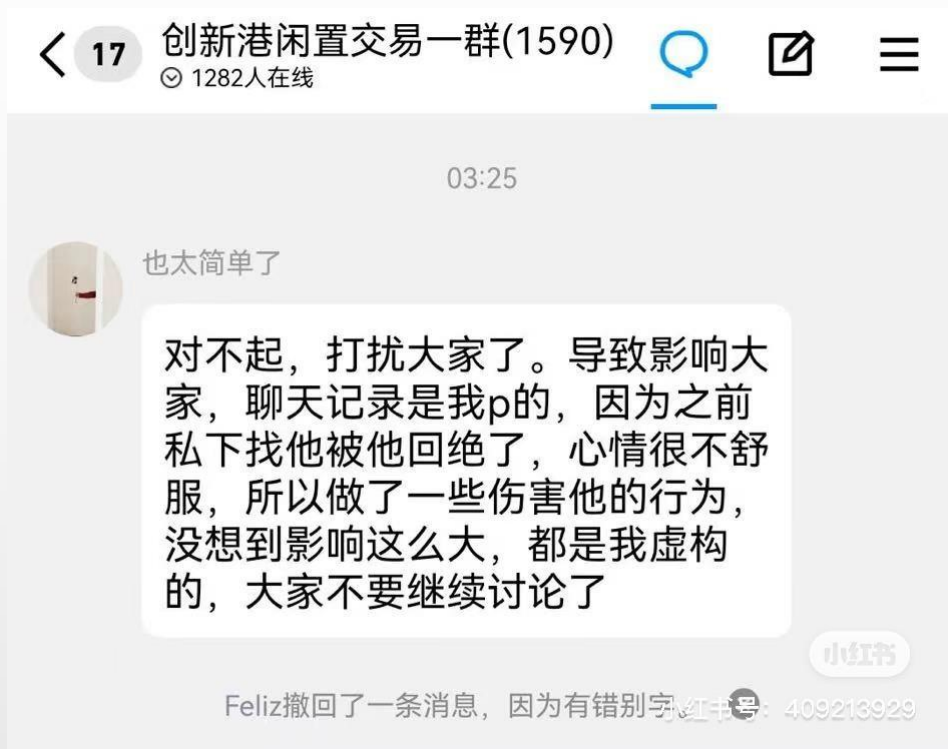 17
创新港闲置交易一群(1590)
1282人在线
03:25
也太简单了
对不起，打扰大家了。导致影响大
家，聊天记录是我p的，因为之前
私下找他被他回绝了，心情很不舒
服，所以做了一些伤害他的行为，
没想到影响这么大，都是我虚构
的，大家不要继续讨论了
小红书
Feliz撤回了一条消息，因为有错别字。
小红书号：409213929